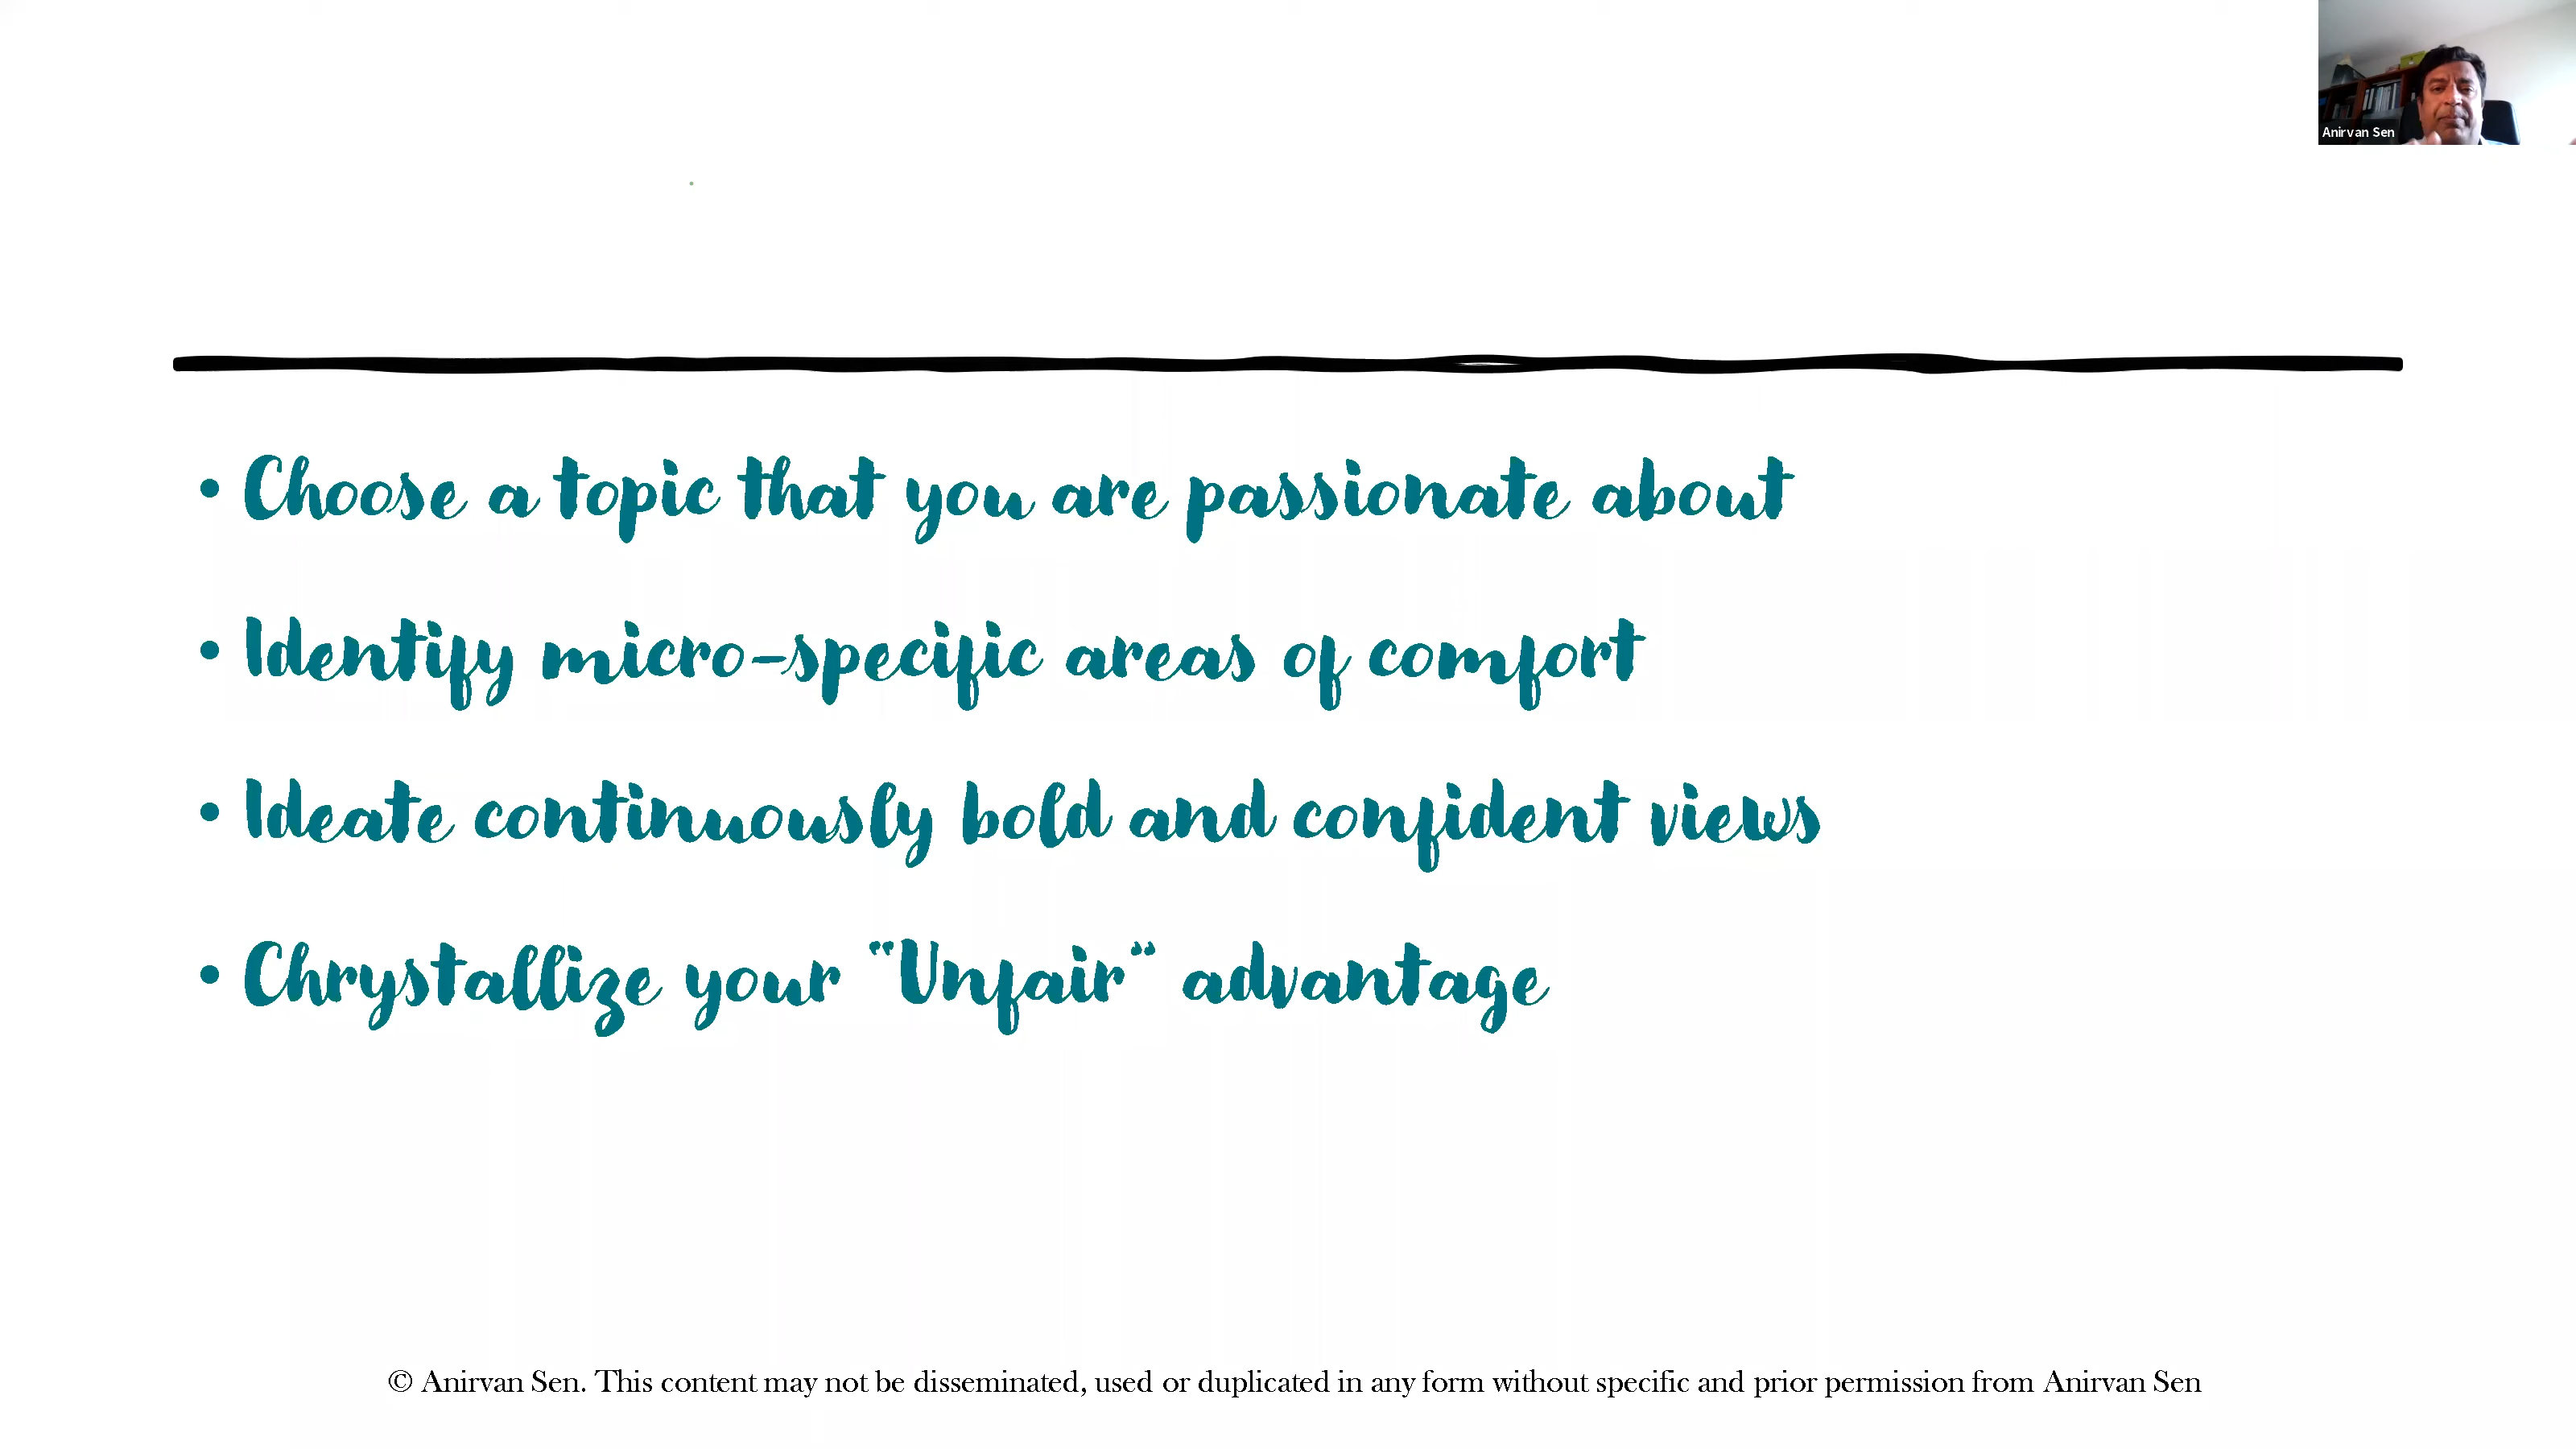 Anirvan Sen
• Choose a topic that you are passionate about
• Identify micro-specific areas of comfort
• Ideate continuously bold and confident views
• Chrystallize your "Unfair" advantage
© Anirvan Sen. This content may not be disseminated, used or duplicated in any form without specific and prior permission from Anirvan Sen